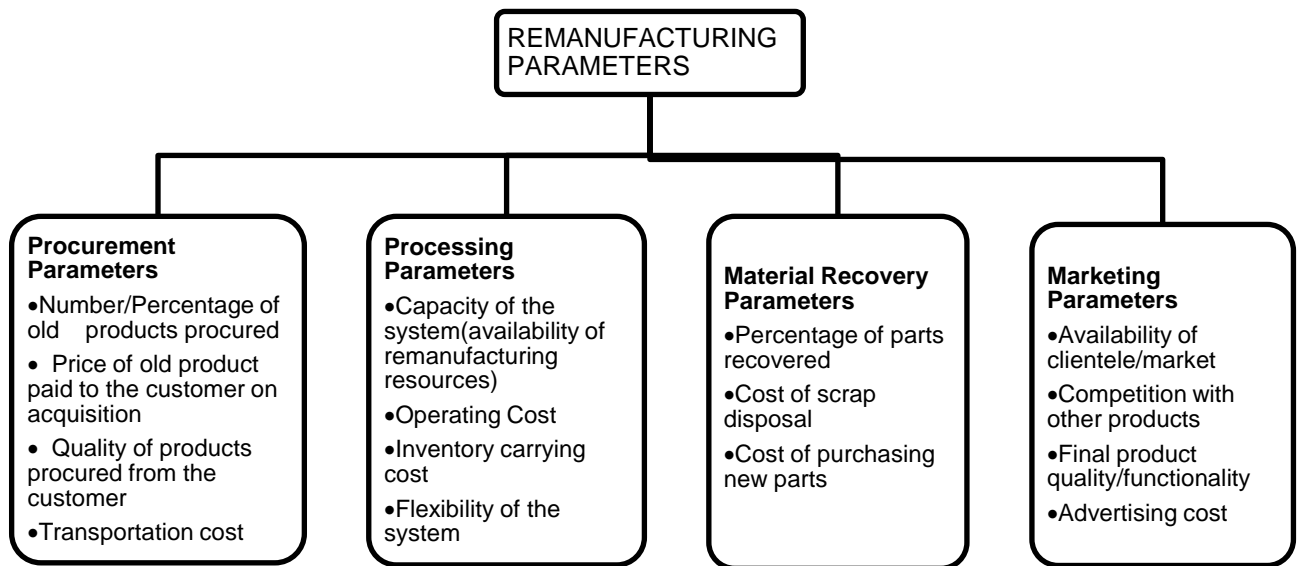 REMANUFACTURING
PARAMETERS
Procurement
Parameters
•Number/Percentage of
old products procured
• Price of old product
paid to the customer on
acquisition
• Quality of products
procured from the
customer
•Transportation cost
Processing
Parameters
•Capacity of the
system(availability of
remanufacturing
resources)
•Operating Cost
•Inventory carrying
cost
•Flexibility of the
system
Material Recovery
Parameters
•Percentage of parts
recovered
•Cost of scrap
disposal
•Cost of purchasing
new parts
Marketing
Parameters
•Availability of
clientele/market
•Competition with
other products
•Final product
quality/functionality
•Advertising cost